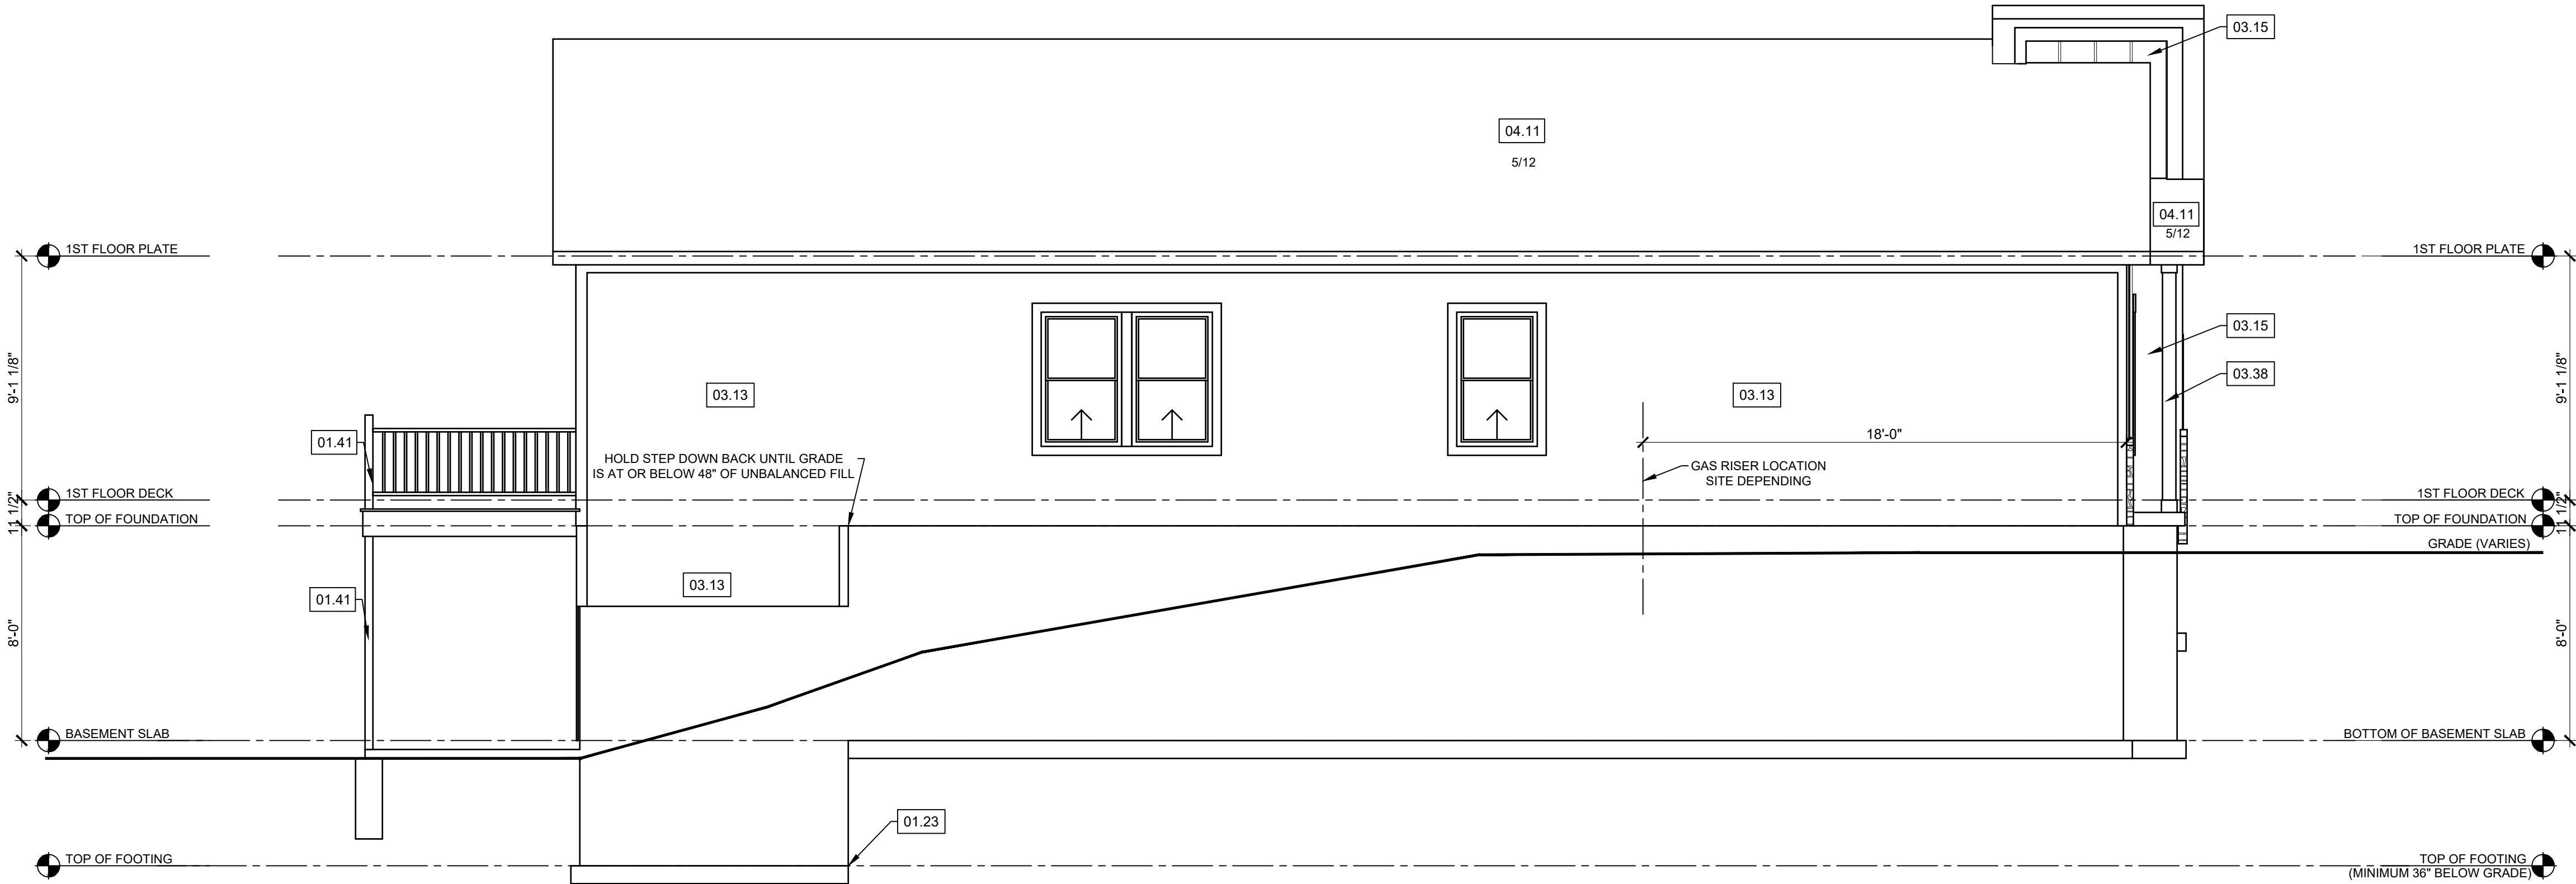 03.15
04.11
5/12
04.11
5/12
1ST FLOOR PLATE
1ST FLOOR PLATE
9'-1 1/8"
9'-1 1/8"
03.15
03.38
03.13
03.13
01.41
18'-0"
HOLD STEP DOWN BACK UNTIL GRADE
IS AT OR BELOW 48" OF UNBALANCED FILL
GAS RISER LOCATION
SITE DEPENDING
1ST FLOOR DECK
1ST FLOOR DECK
11 1/2"
11 1/2"
TOP OF FOUNDATION
TOP OF FOUNDATION
GRADE (VARIES)
03.13
01.41
8'-0"
8'-0"
BASEMENT SLAB
BOTTOM OF BASEMENT SLAB
01.23
TOP OF FOOTING
TOP OF FOOTING
(MINIMUM 36" BELOW GRADE)